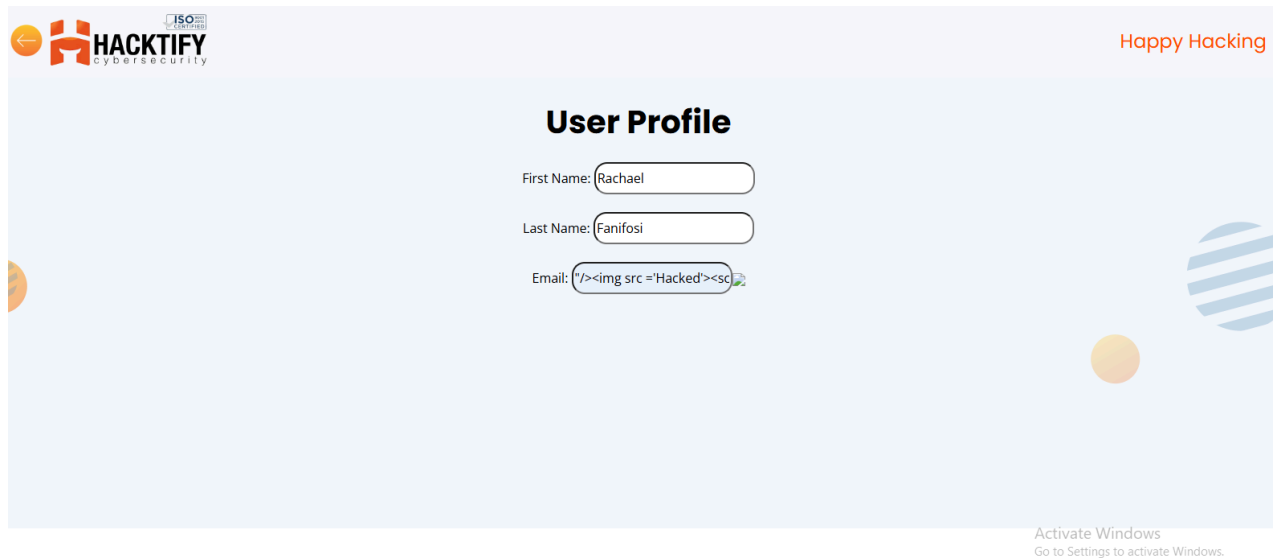 ISO
CERTIFIED
HACKTIFY
cybersecurity
Happy Hacking
User Profile
First Name: Rachael
Last Name: Fanifosi
Email: "/><img src ='Hacked'><sc
Activate Windows
Go to Settings to activate Windows.